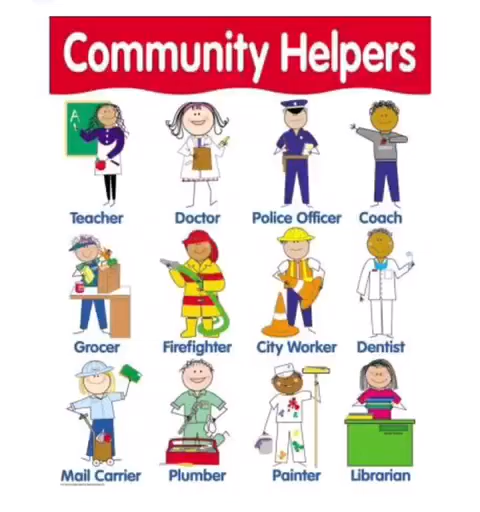 Community Helpers
A
Teacher Doctor Police Officer Coach
Grocer Firefighter City Worker Dentist
Mail Carrier Plumber Painter Librarian